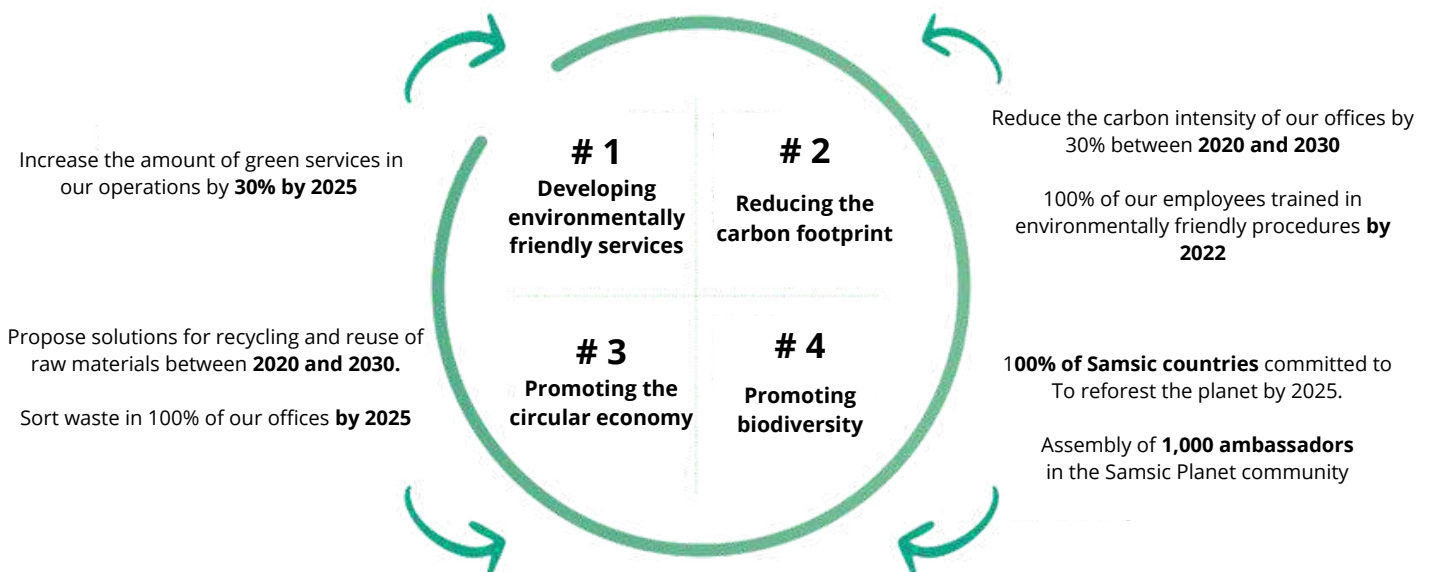 Increase the amount of green services in
our operations by 30% by 2025
# 1
Developing
environmentally
friendly services
# 2
Reducing the
carbon footprint
Reduce the carbon intensity of our offices by
30% between 2020 and 2030
100% of our employees trained in
environmentally friendly procedures by
2022
Propose solutions for recycling and reuse of
raw materials between 2020 and 2030.
Sort waste in 100% of our offices by 2025
# 3
Promoting the
circular economy
# 4
Promoting
biodiversity
100% of Samsic countries committed to
To reforest the planet by 2025.
Assembly of 1,000 ambassadors
in the Samsic Planet community